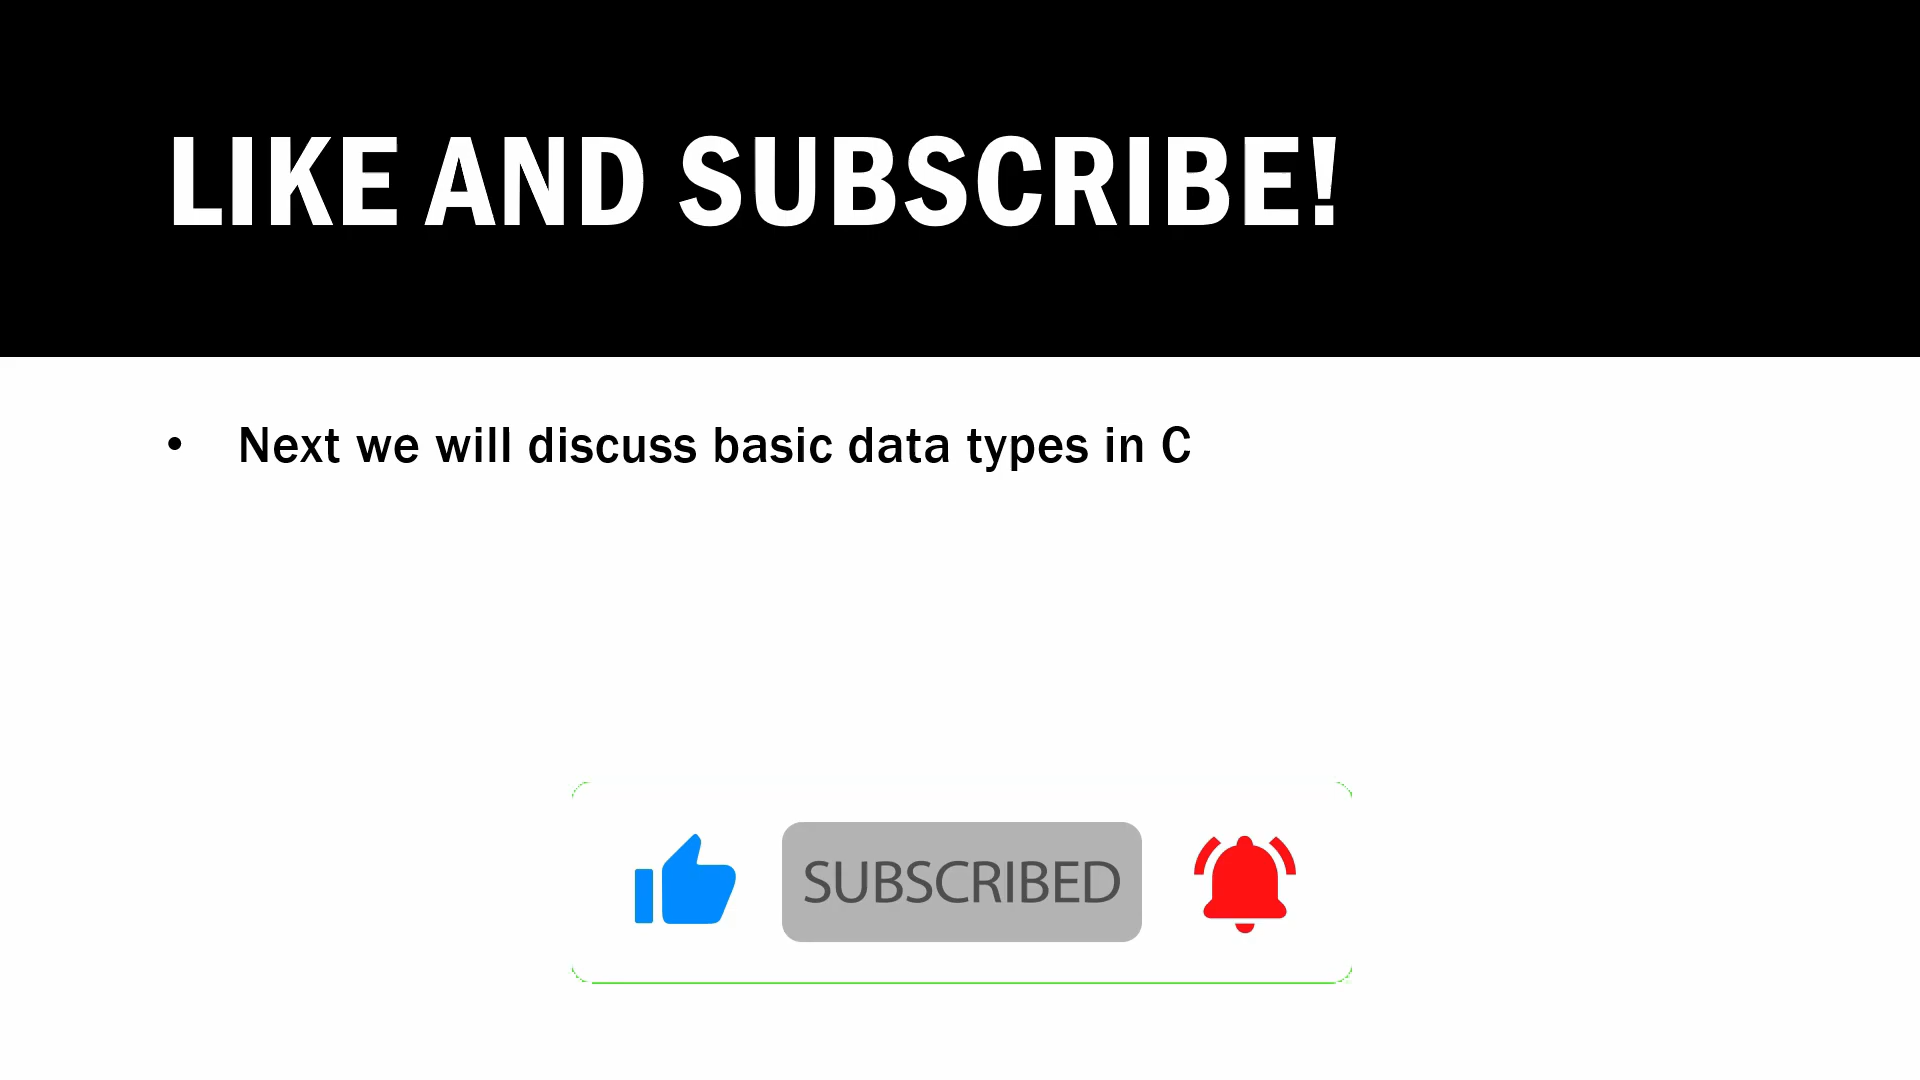 LIKE AND SUBSCRIBE!
• Next we will discuss basic data types in C
SUBSCRIBED